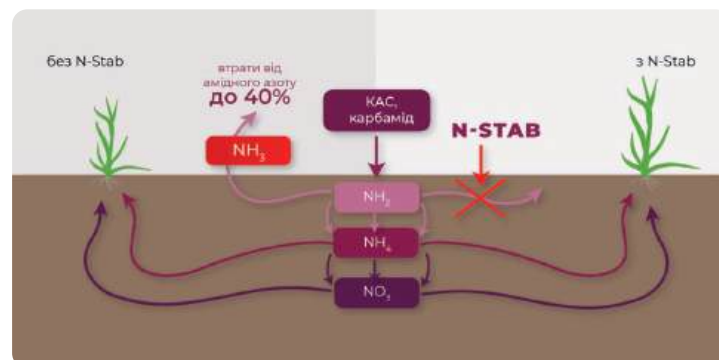 без N-Stab
втрати від
амідного азоту
до 40%
КАС,
карбамід
з N-Stab
N-STAB
NH₃
NH₂
NH₄
NO₃